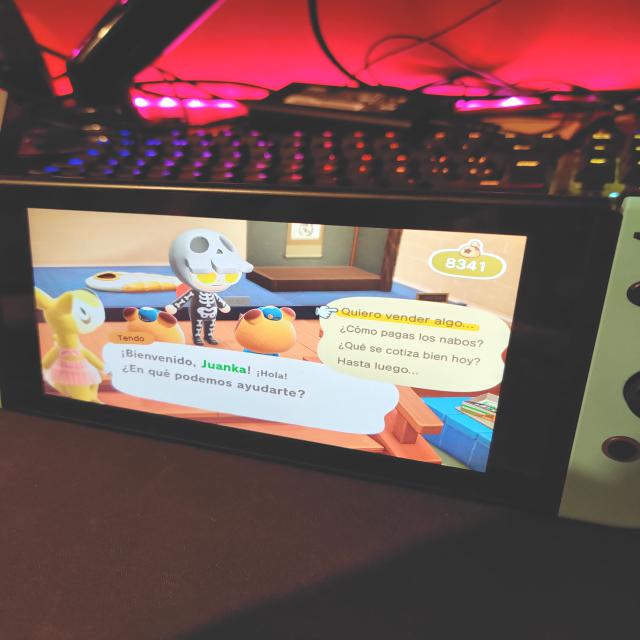 8341
Quiero vender algo...
¿Cómo pagas los nabos?
¿Qué se cotiza bien hoy?
Hasta luego...
Tendo
¡Bienvenido, Juanka! ¡Hola!
¿En qué podemos ayudarte?